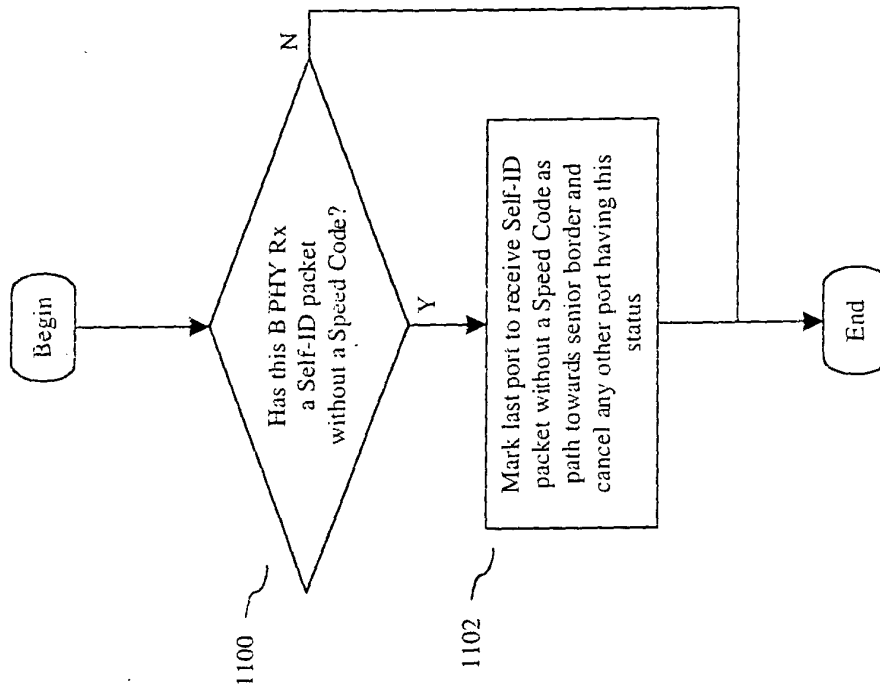 Begin
Has this B PHY Rx
a Self-ID packet
without a Speed Code?
N
Y
1100
Mark last port to receive Self-ID
packet without a Speed Code as
path towards senior border and
cancel any other port having this
status
1102
End